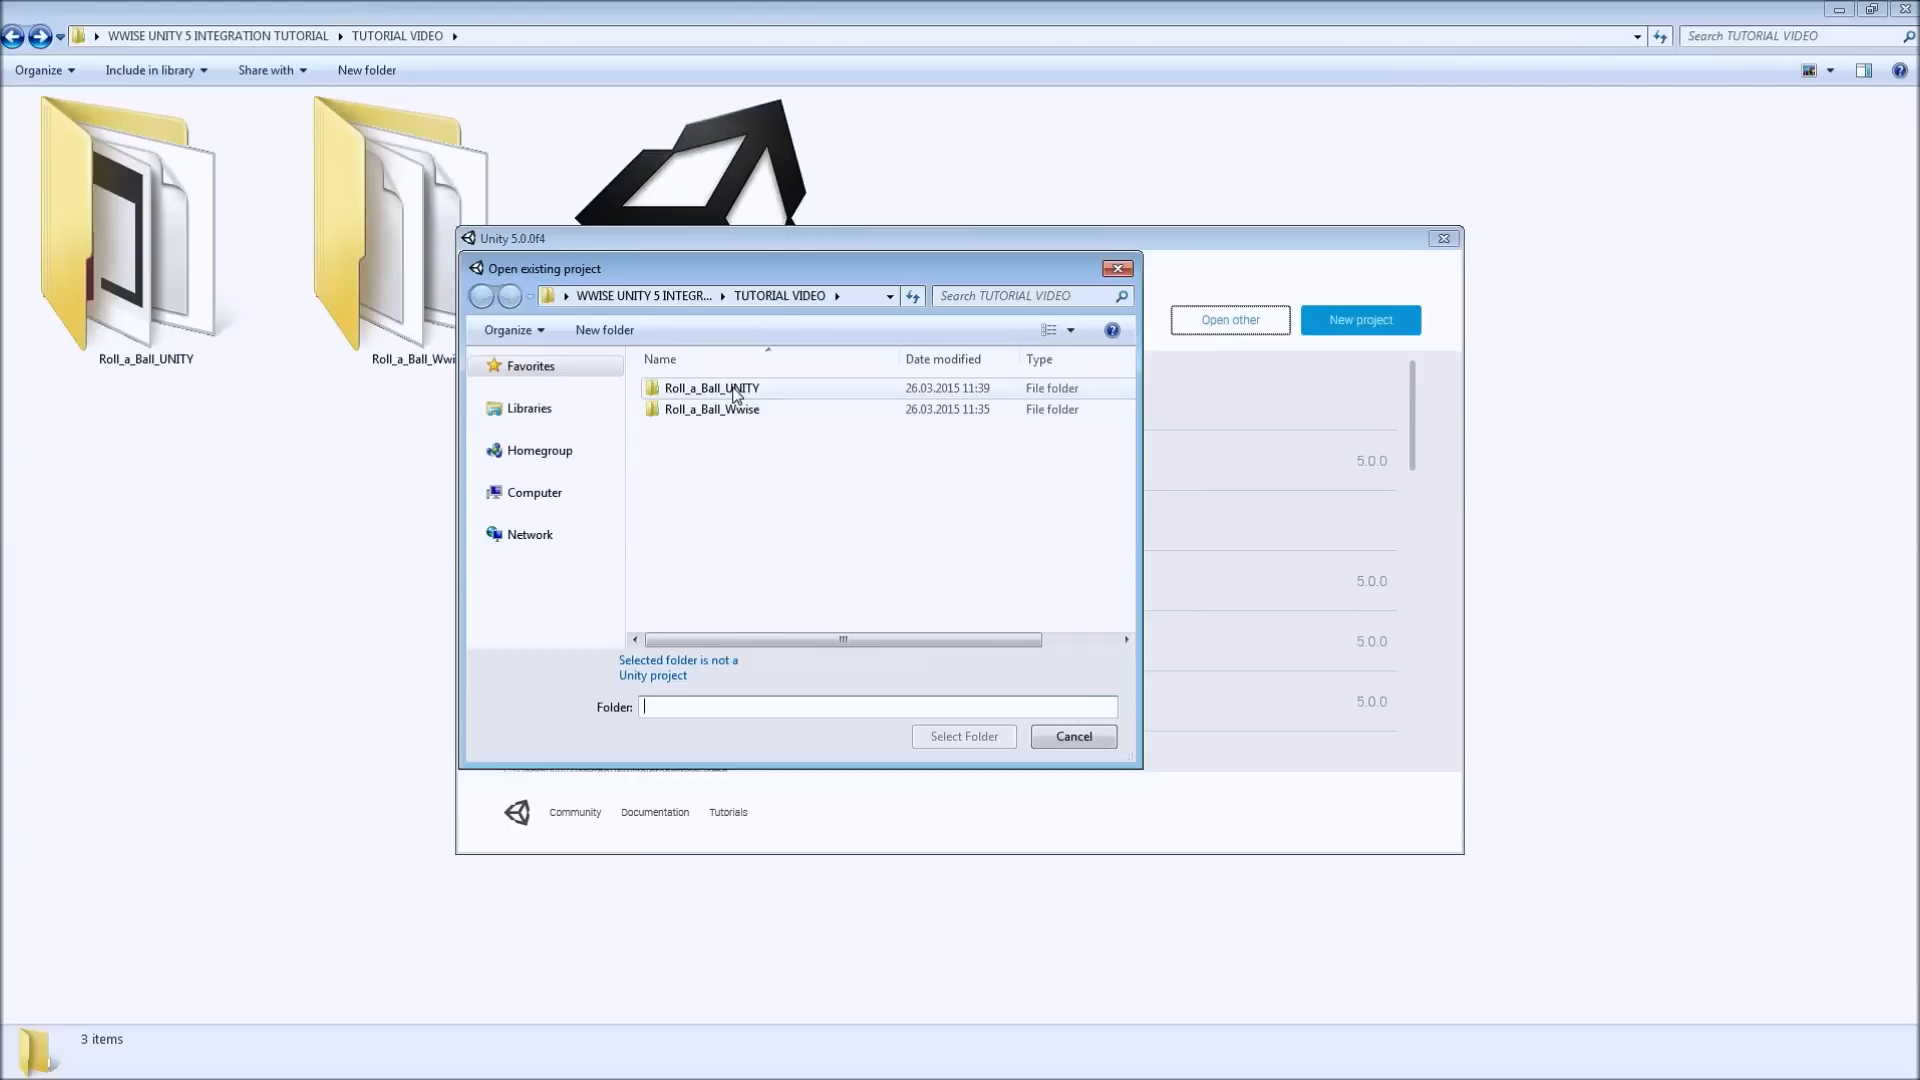 WWISE UNITY 5 INTEGRATION TUTORIAL TUTORIAL VIDEO
Search TUTORIAL VIDEO
Organize Include in library Share with New folder
Roll_a_Ball_UNITY
Roll_a_Ball_Wwi
Unity 5.0.0f4
Open existing project
WWISE UNITY 5 INTEGR... TUTORIAL VIDEO
Search TUTORIAL VIDEO
Open other
New project
Organize New folder
Name Date modified Type
Favorites
Libraries
Homegroup
Computer
Network
Roll_a_Ball_UNITY 26.03.2015 11:39 File folder
Roll_a_Ball_Wwise 26.03.2015 11:35 File folder
5.0.0
5.0.0
5.0.0
5.0.0
Selected folder is not a
Unity project
Folder:
Select Folder
Cancel
Community Documentation Tutorials
3 items